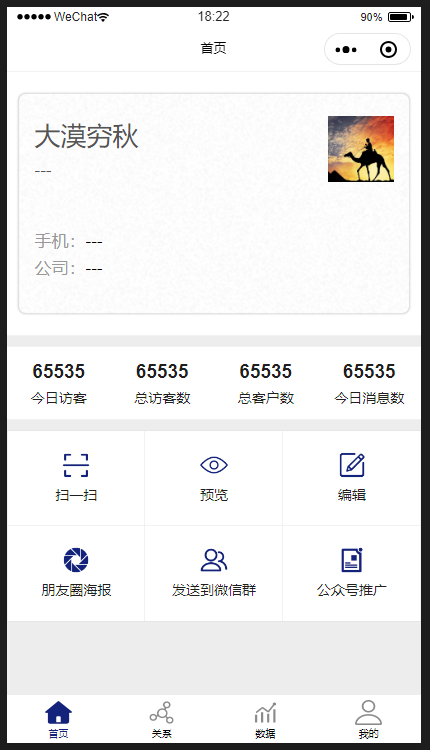 ●●●●● WeChat 18:22 90%
首页
大漠穷秋
---
手机：---
公司：---
65535 65535 65535 65535
今日访客 总访客数 总客户数 今日消息数
扫一扫 预览 编辑
朋友圈海报 发送到微信群 公众号推广
首页 关系 数据 我的